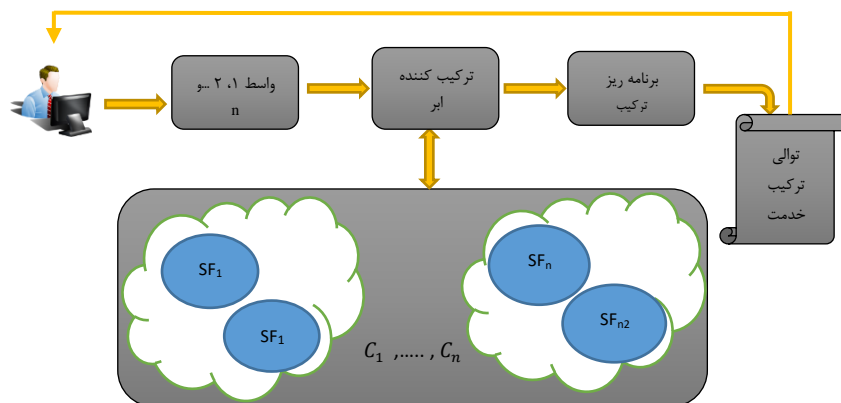 واسط ۱، ۲ ...و
n
ترکیب کننده
ابر
برنامه ریز
ترکیب
توالی
ترکیب
خدمت
SF₁
SF₁
SFₙ
SFₙ₂
C₁ ,..... , Cₙ